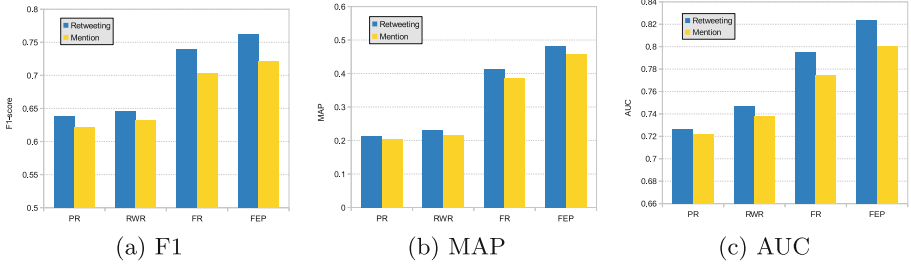 0.8
0.75
0.7
0.65
0.6
0.55
0.5
F1-score
Retweeting
Mention
PR RWR FR FEP
(a) F1
0.6
0.5
0.4
0.3
0.2
0.1
0
MAP
Retweeting
Mention
PR RWR FR FEP
(b) MAP
0.84
0.82
0.8
0.78
0.76
0.74
0.72
0.7
0.68
0.66
AUC
Retweeting
Mention
PR RWR FR FEP
(c) AUC